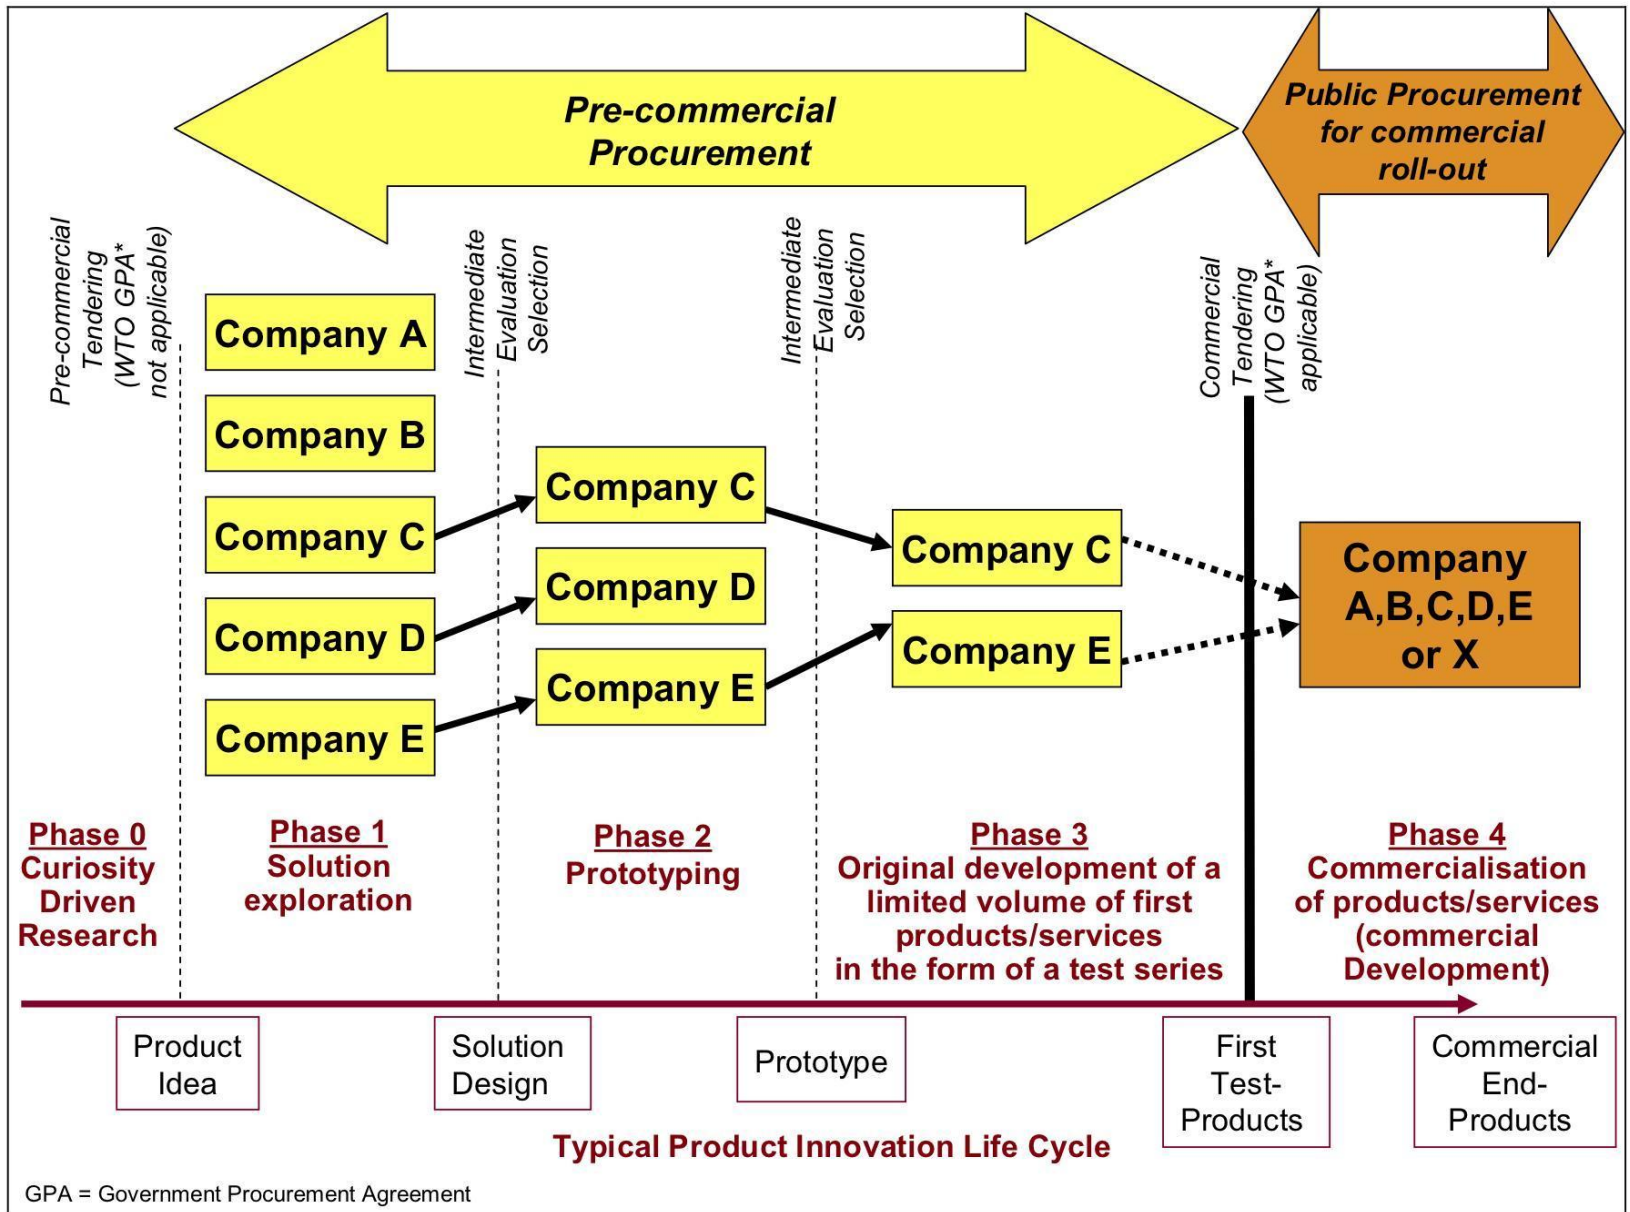 Pre-commercial
Procurement
Public Procurement
for commercial
roll-out
Pre-commercial
Tendering
(WTO GPA*
not applicable)
Intermediate
Evaluation
Selection
Intermediate
Evaluation
Selection
Commercial
Tendering
(WTO GPA*
applicable)
Company A
Company B
Company C
Company D
Company E
Company C
Company D
Company E
Company C
Company E
Company
A,B,C,D,E
or X
Phase 0
Curiosity
Driven
Research
Phase 1
Solution
exploration
Phase 2
Prototyping
Phase 3
Original development of a
limited volume of first
products/services
in the form of a test series
Phase 4
Commercialisation
of products/services
(commercial
Development)
Product
Idea
Solution
Design
Prototype
First
Test-
Products
Commercial
End-
Products
Typical Product Innovation Life Cycle
GPA = Government Procurement Agreement